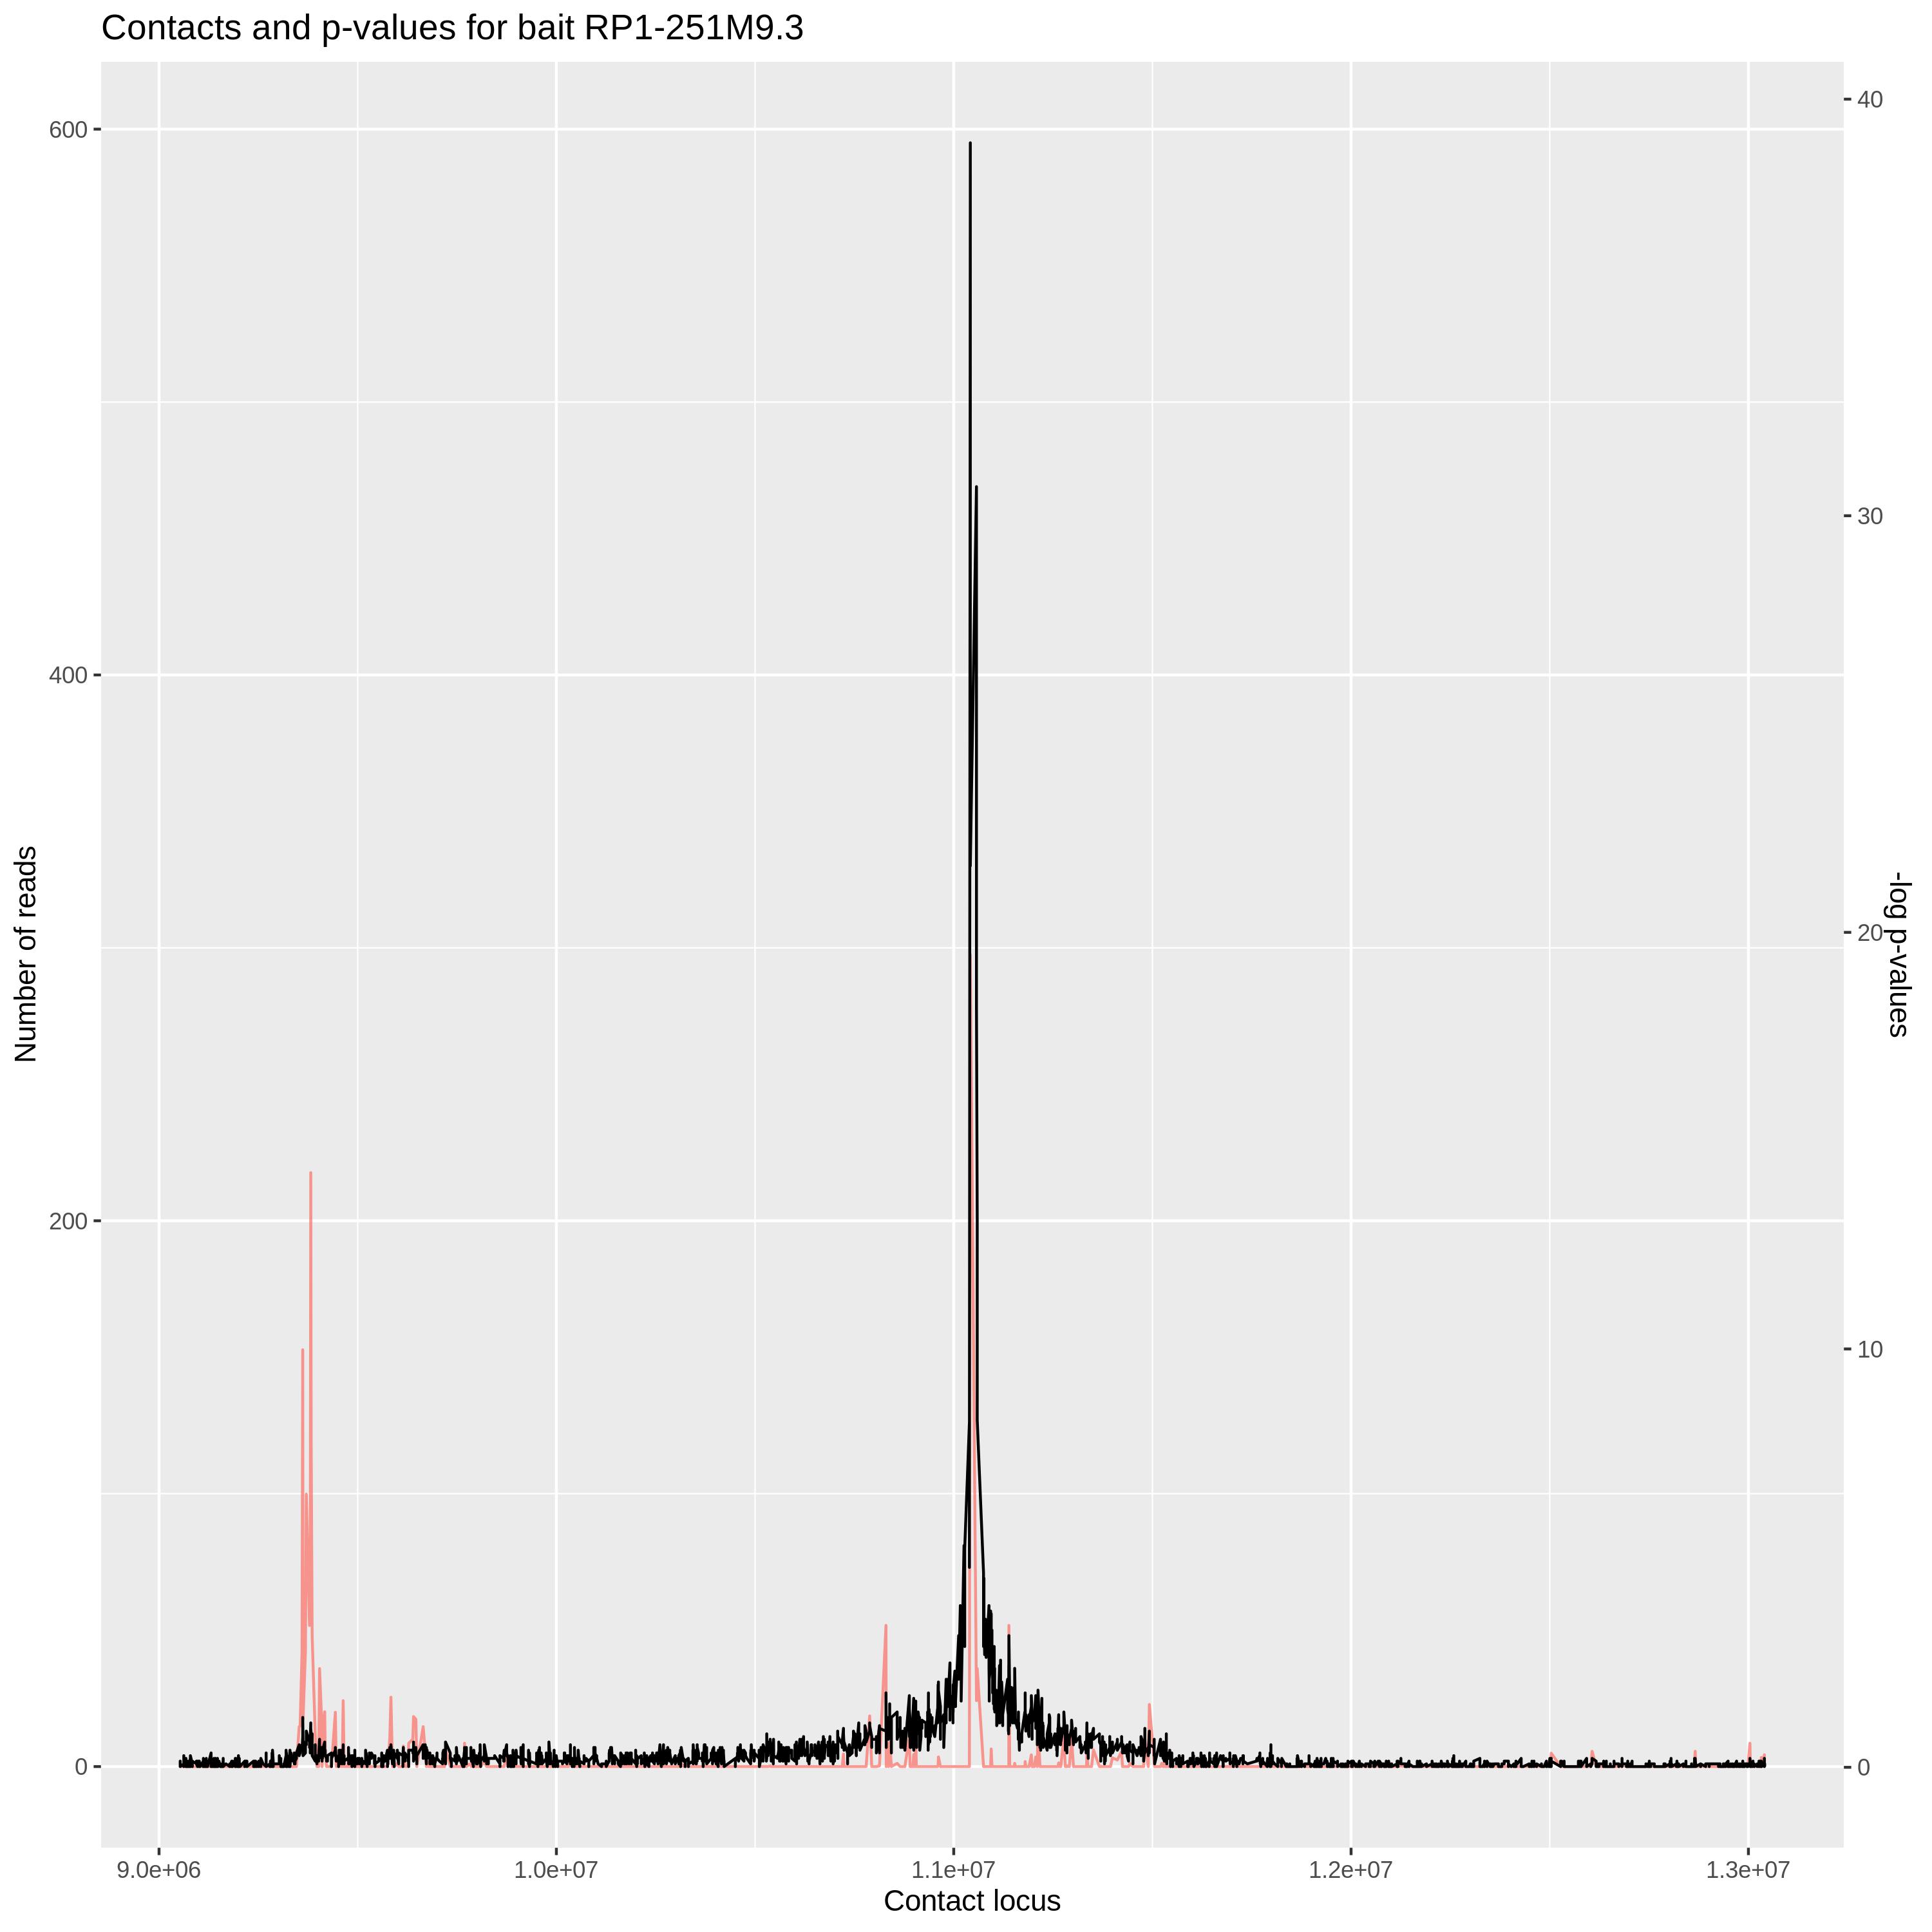 Contacts and p-values for bait RP1-251M9.3
600
400
200
0
Number of reads
40
30
20
10
0
-log p-values
9.0e+06
1.0e+07
1.1e+07
1.2e+07
1.3e+07
Contact locus